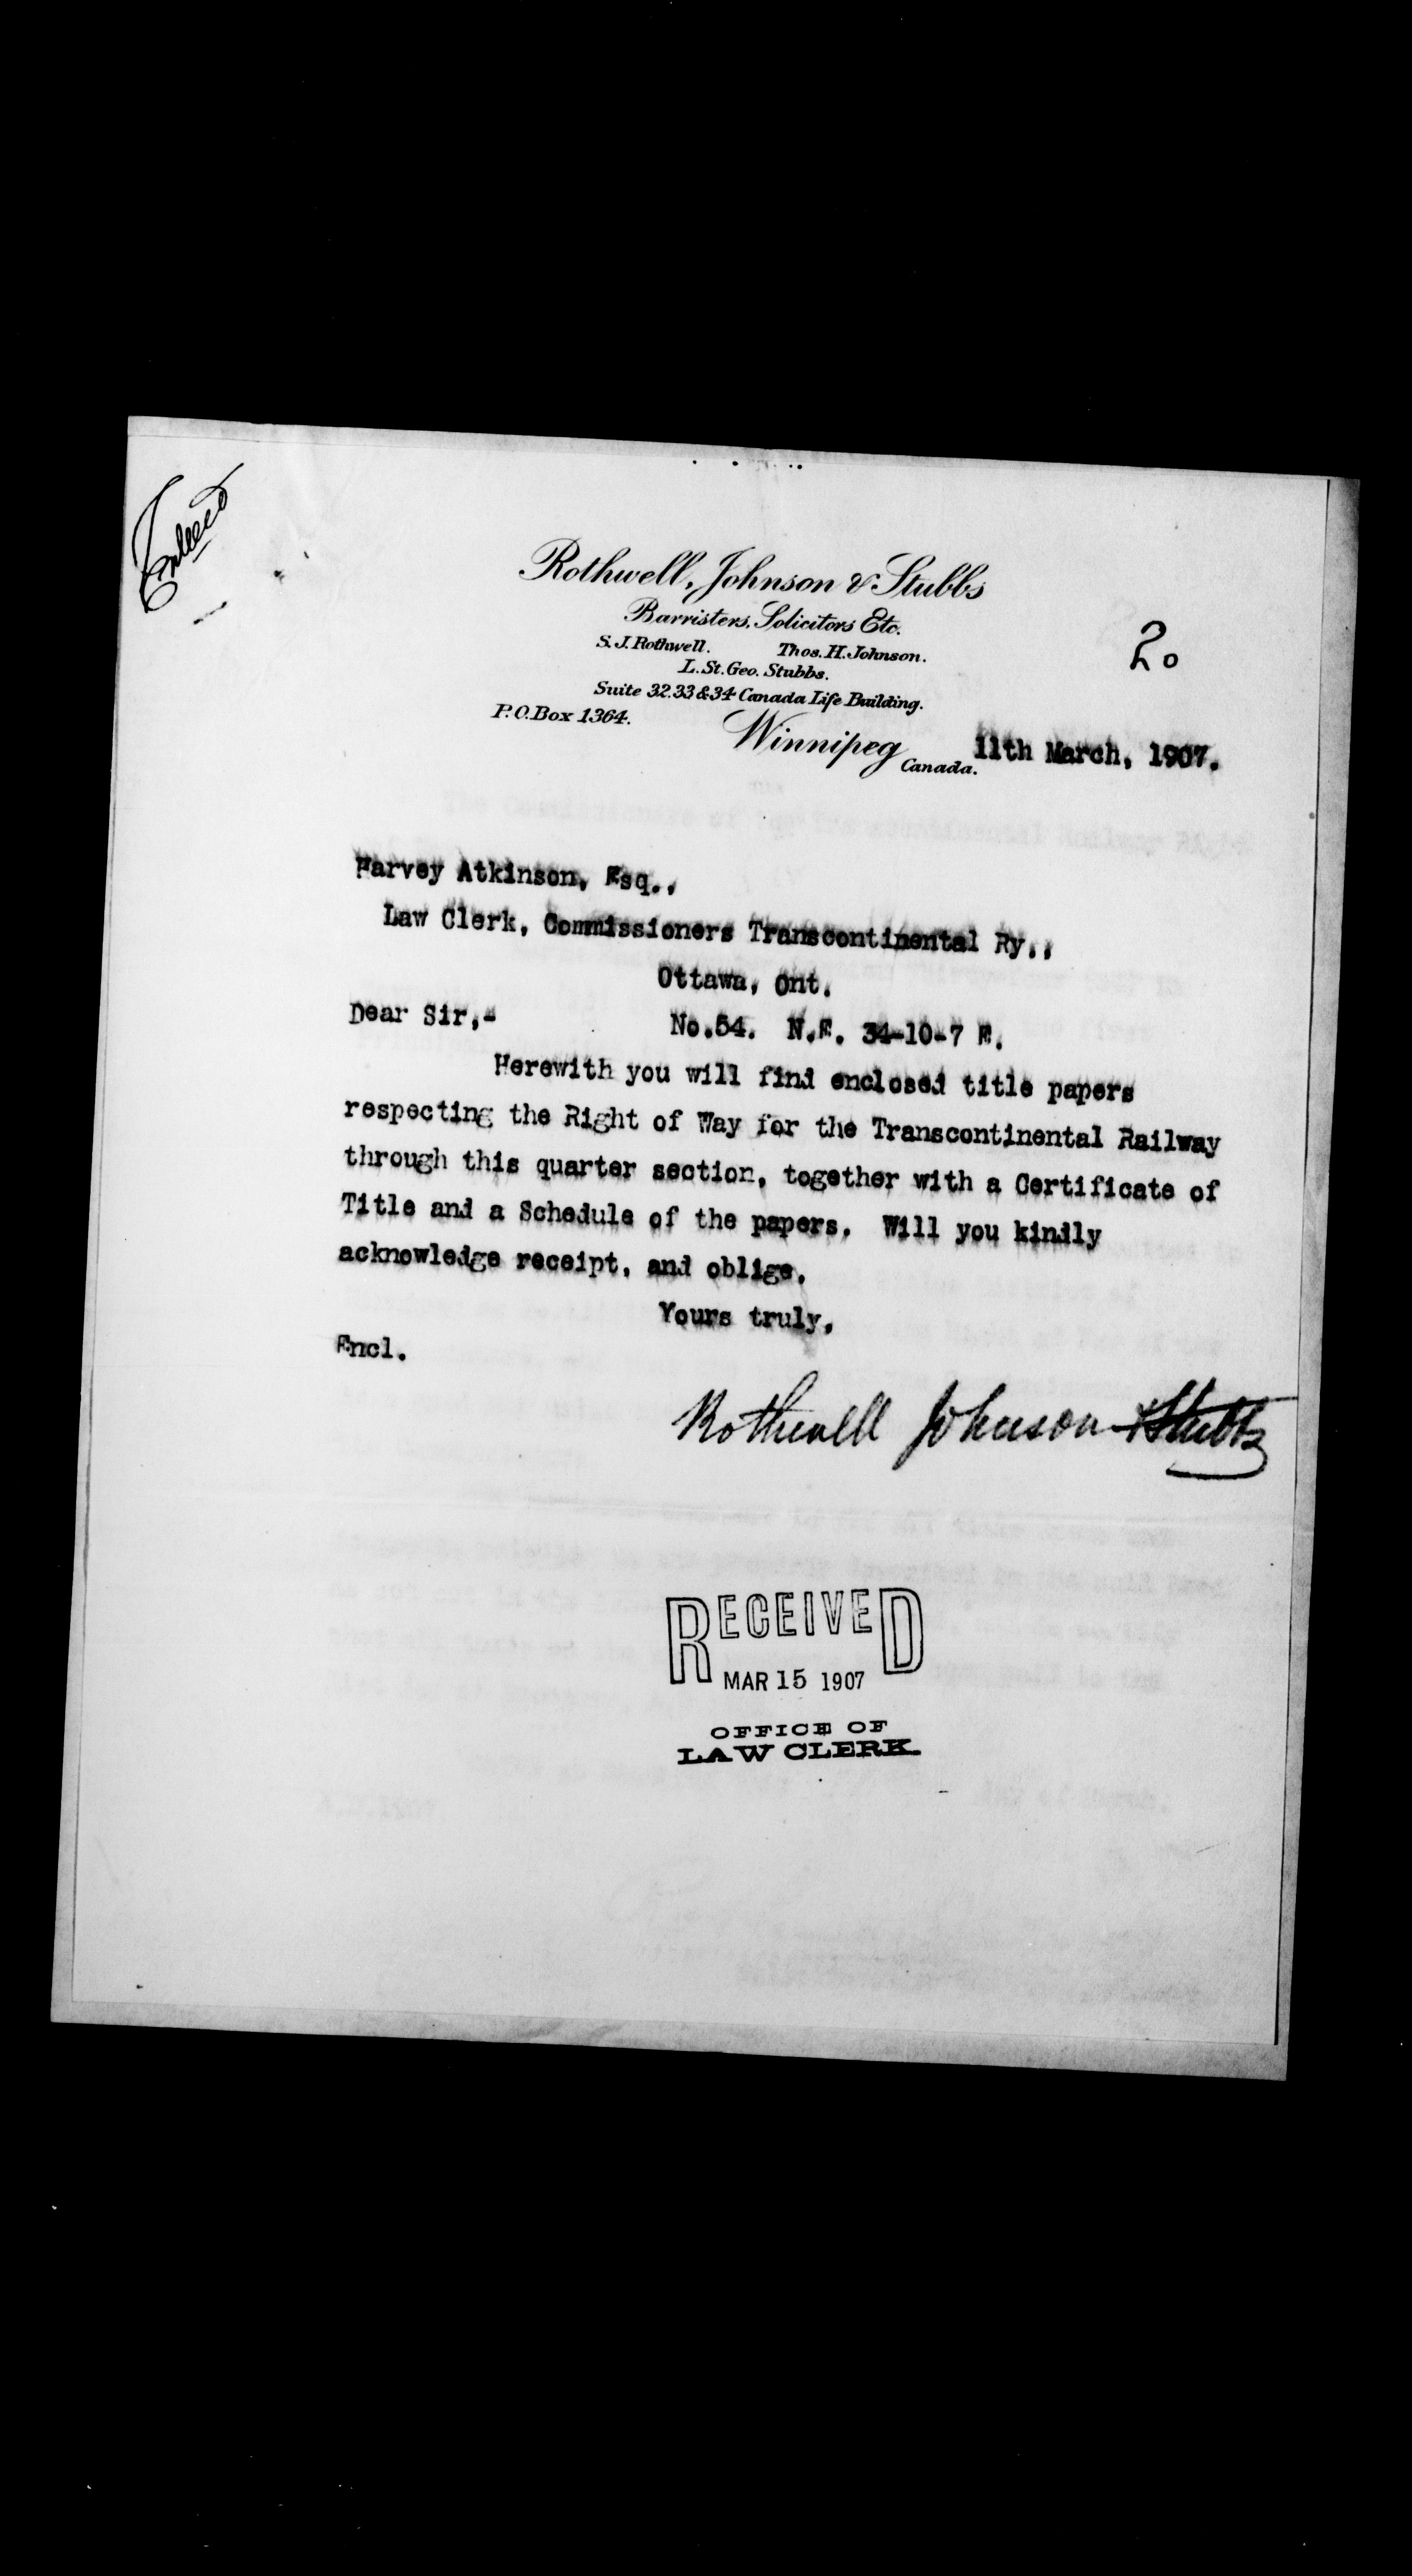 Entered
Rothwell, Johnson & Stubbs
Barristers, Solicitors Etc.
S. J. Rothwell. Thos. H. Johnson.
L. St. Geo. Stubbs.
Suite 32.33 & 34 Canada Life Building.
P.O. Box 1364.
20
Winnipeg Canada. 11th March, 1907.
Harvey Atkinson, Esq.,
Law Clerk, Commissioners Transcontinental Ry.,
Ottawa, Ont.
Dear Sir,- No.54. N.E. 34-10-7 E.
Herewith you will find enclosed title papers
respecting the Right of Way for the Transcontinental Railway
through this quarter section, together with a Certificate of
Title and a Schedule of the papers. Will you kindly
acknowledge receipt, and oblige,
Yours truly,
Encl.
Rothwell Johnson & Stubbs
RECEIVED
MAR 15 1907
OFFICE OF
LAW CLERK.